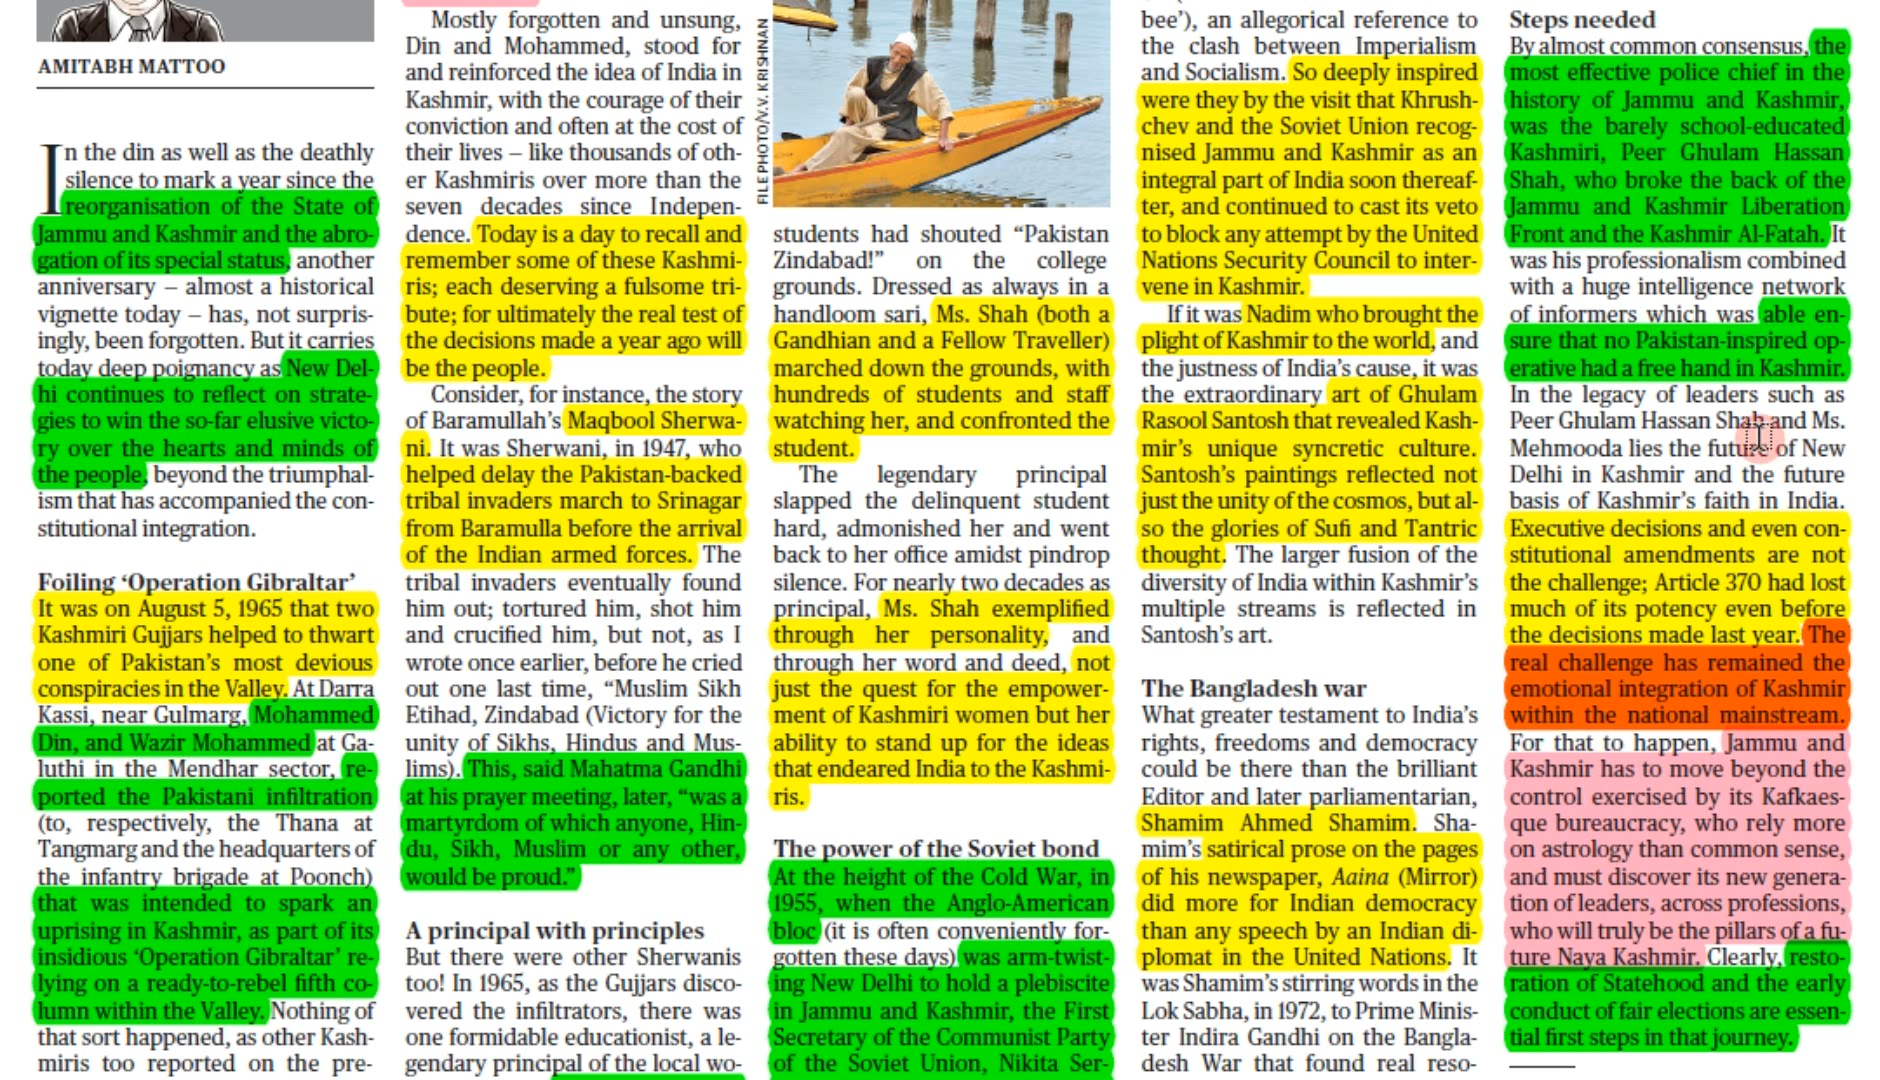 AMITABH MATTOO
In the din as well as the deathly
silence to mark a year since the
reorganisation of the State of
Jammu and Kashmir and the abro-
gation of its special status, another
anniversary – almost a historical
vignette today – has, not surpris-
ingly, been forgotten. But it carries
today deep poignancy as New Del-
hi continues to reflect on strate-
gies to win the so-far elusive victo-
ry over the hearts and minds of
the people, beyond the triumphal-
ism that has accompanied the con-
stitutional integration.
Foiling ‘Operation Gibraltar’
It was on August 5, 1965 that two
Kashmiri Gujjars helped to thwart
one of Pakistan’s most devious
conspiracies in the Valley. At Darra
Kassi, near Gulmarg, Mohammed
Din, and Wazir Mohammed at Ga-
luthi in the Mendhar sector, re-
ported the Pakistani infiltration
(to, respectively, the Thana at
Tangmarg and the headquarters of
the infantry brigade at Poonch)
that was intended to spark an
uprising in Kashmir, as part of its
insidious ‘Operation Gibraltar’ re-
lying on a ready-to-rebel fifth co-
lumn within the Valley. Nothing of
that sort happened, as other Kash-
miris too reported on the pre-
Mostly forgotten and unsung,
Din and Mohammed, stood for
and reinforced the idea of India in
Kashmir, with the courage of their
conviction and often at the cost of
their lives – like thousands of oth-
er Kashmiris over more than the
seven decades since Indepen-
dence. Today is a day to recall and
remember some of these Kashmi-
ris; each deserving a fulsome tri-
bute; for ultimately the real test of
the decisions made a year ago will
be the people.
Consider, for instance, the story
of Baramullah’s Maqbool Sherwa-
ni. It was Sherwani, in 1947, who
helped delay the Pakistan-backed
tribal invaders march to Srinagar
from Baramulla before the arrival
of the Indian armed forces. The
tribal invaders eventually found
him out; tortured him, shot him
and crucified him, but not, as I
wrote once earlier, before he cried
out one last time, “Muslim Sikh
Etihad, Zindabad (Victory for the
unity of Sikhs, Hindus and Mus-
lims). This, said Mahatma Gandhi
at his prayer meeting, later, “was a
martyrdom of which anyone, Hin-
du, Sikh, Muslim or any other,
would be proud.”
A principal with principles
But there were other Sherwanis
too! In 1965, as the Gujjars disco-
vered the infiltrators, there was
one formidable educationist, a le-
gendary principal of the local wo-
FILE PHOTO/V.V. KRISHNAN
students had shouted “Pakistan
Zindabad!” on the college
grounds. Dressed as always in a
handloom sari, Ms. Shah (both a
Gandhian and a Fellow Traveller)
marched down the grounds, with
hundreds of students and staff
watching her, and confronted the
student.
The legendary principal
slapped the delinquent student
hard, admonished her and went
back to her office amidst pindrop
silence. For nearly two decades as
principal, Ms. Shah exemplified
through her personality, and
through her word and deed, not
just the quest for the empower-
ment of Kashmiri women but her
ability to stand up for the ideas
that endeared India to the Kashmi-
ris.
The power of the Soviet bond
At the height of the Cold War, in
1955, when the Anglo-American
bloc (it is often conveniently for-
gotten these days) was arm-twist-
ing New Delhi to hold a plebiscite
in Jammu and Kashmir, the First
Secretary of the Communist Party
of the Soviet Union, Nikita Ser-
bee’), an allegorical reference to
the clash between Imperialism
and Socialism. So deeply inspired
were they by the visit that Khrush-
chev and the Soviet Union recog-
nised Jammu and Kashmir as an
integral part of India soon thereaf-
ter, and continued to cast its veto
to block any attempt by the United
Nations Security Council to inter-
vene in Kashmir.
If it was Nadim who brought the
plight of Kashmir to the world, and
the justness of India’s cause, it was
the extraordinary art of Ghulam
Rasool Santosh that revealed Kash-
mir’s unique syncretic culture.
Santosh’s paintings reflected not
just the unity of the cosmos, but al-
so the glories of Sufi and Tantric
thought. The larger fusion of the
diversity of India within Kashmir’s
multiple streams is reflected in
Santosh’s art.
The Bangladesh war
What greater testament to India’s
rights, freedoms and democracy
could be there than the brilliant
Editor and later parliamentarian,
Shamim Ahmed Shamim. Sha-
mim’s satirical prose on the pages
of his newspaper, Aaina (Mirror)
did more for Indian democracy
than any speech by an Indian di-
plomat in the United Nations. It
was Shamim’s stirring words in the
Lok Sabha, in 1972, to Prime Minis-
ter Indira Gandhi on the Bangla-
desh War that found real reso-
Steps needed
By almost common consensus, the
most effective police chief in the
history of Jammu and Kashmir,
was the barely school-educated
Kashmiri, Peer Ghulam Hassan
Shah, who broke the back of the
Jammu and Kashmir Liberation
Front and the Kashmir Al-Fatah. It
was his professionalism combined
with a huge intelligence network
of informers which was able en-
sure that no Pakistan-inspired op-
erative had a free hand in Kashmir.
In the legacy of leaders such as
Peer Ghulam Hassan Shah and Ms.
Mehmooda lies the future of New
Delhi in Kashmir and the future
basis of Kashmir’s faith in India.
Executive decisions and even con-
stitutional amendments are not
the challenge; Article 370 had lost
much of its potency even before
the decisions made last year. The
real challenge has remained the
emotional integration of Kashmir
within the national mainstream.
For that to happen, Jammu and
Kashmir has to move beyond the
control exercised by its Kafkaes-
que bureaucracy, who rely more
on astrology than common sense,
and must discover its new genera-
tion of leaders, across professions,
who will truly be the pillars of a fu-
ture Naya Kashmir. Clearly, resto-
ration of Statehood and the early
conduct of fair elections are essen-
tial first steps in that journey.